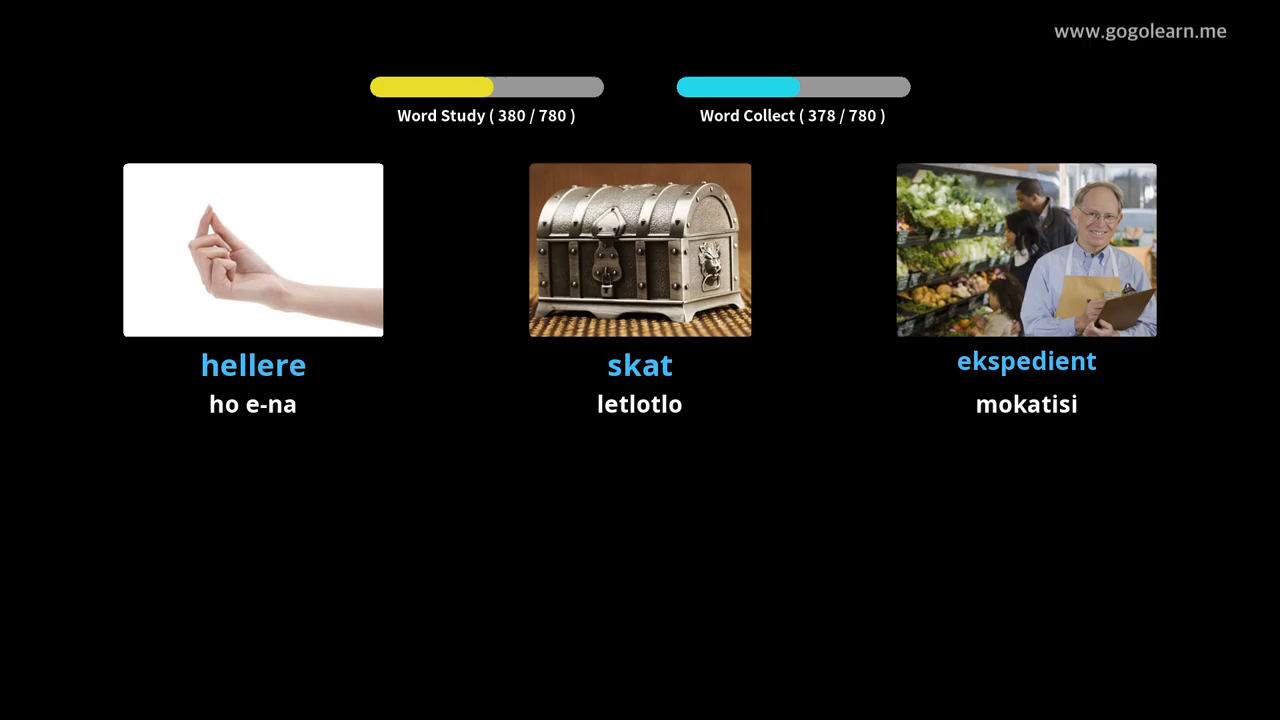 www.gogolearn.me
Word Study ( 380 / 780 )
Word Collect ( 378 / 780 )
hellere
skat
ekspedient
ho e-na
letlotlo
mokatisi